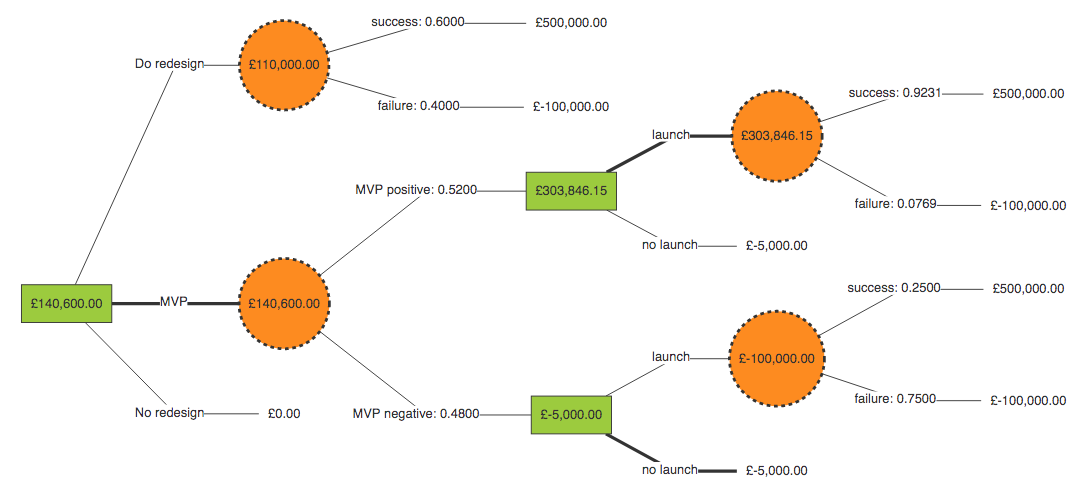 success: 0.6000
£500,000.00
Do redesign
£110,000.00
failure: 0.4000
£-100,000.00
success: 0.9231
£500,000.00
launch
£303,846.15
MVP positive: 0.5200
£303,846.15
failure: 0.0769
£-100,000.00
no launch
£-5,000.00
£140,600.00
MVP
£140,600.00
success: 0.2500
£500,000.00
launch
£-100,000.00
failure: 0.7500
£-100,000.00
No redesign
£0.00
MVP negative: 0.4800
£-5,000.00
no launch
£-5,000.00